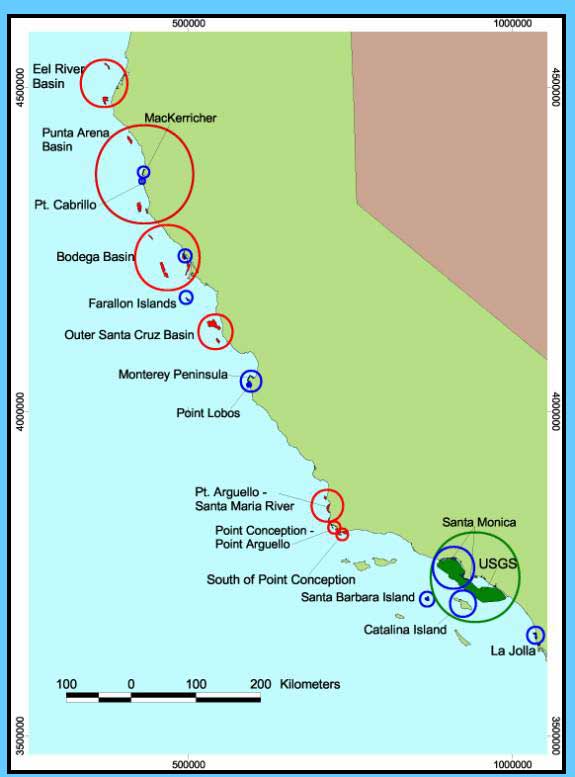 500000
1000000
4500000
4500000
Eel River
Basin
MacKerricher
Punta Arena
Basin
Pt. Cabrillo
Bodega Basin
Farallon Islands
Outer Santa Cruz Basin
Monterey Peninsula
4000000
4000000
Point Lobos
Pt. Arguello -
Santa Maria River
Point Conception -
Point Arguello
Santa Monica
USGS
South of Point Conception
Santa Barbara Island
Catalina Island
La Jolla
100 0 100 200 Kilometers
3500000
3500000
500000
1000000